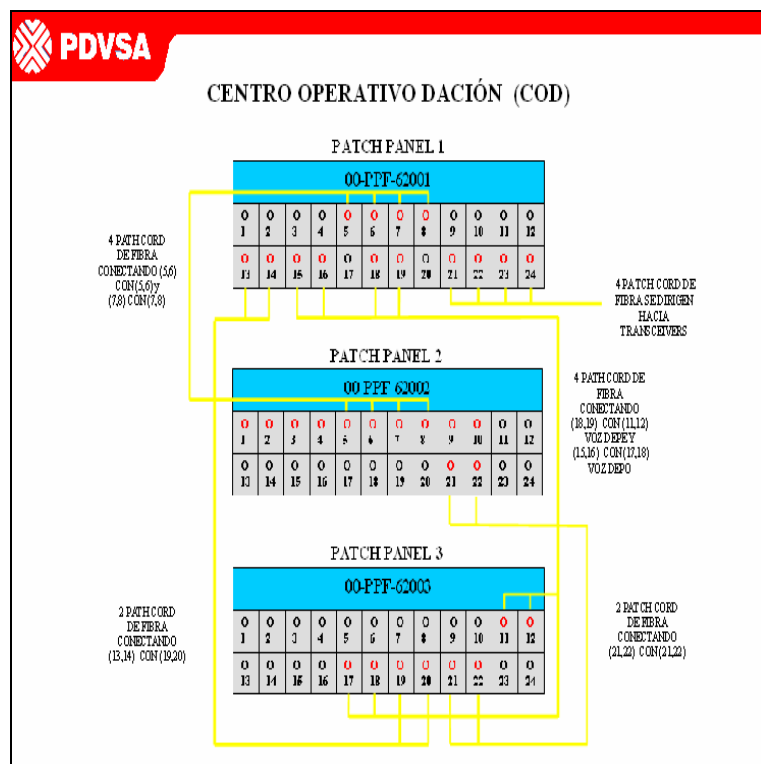 PDVSA
CENTRO OPERATIVO DACIÓN (COD)
PATCH PANEL 1
00-PPF-62001
O O O O O O O O O O O O
1 2 3 4 5 6 7 8 9 10 11 12
O O O O O O O O O O O O
13 14 15 16 17 18 19 20 21 22 23 24
4 PATH CORD
DE FIBRA
CONECTANDO (5,6)
CON (5,6) y
(7,8) CON (7,8)
4 PATCH CORD DE
FIBRA SE DIRIGEN
HACIA
TRANSCEIVERS
PATCH PANEL 2
00-PPF-62002
O O O O O O O O O O O O
1 2 3 4 5 6 7 8 9 10 11 12
O O O O O O O O O O O O
13 14 15 16 17 18 19 20 21 22 23 24
4 PATH CORD DE
FIBRA
CONECTANDO
(18,19) CON (11,12)
VOZ DEPE Y
(15,16) CON (17,18)
VOZ DEPO
PATCH PANEL 3
00-PPF-62003
O O O O O O O O O O O O
1 2 3 4 5 6 7 8 9 10 11 12
O O O O O O O O O O O O
13 14 15 16 17 18 19 20 21 22 23 24
2 PATH CORD
DE FIBRA
CONECTANDO
(13,14) CON (19,20)
2 PATCH CORD
DE FIBRA
CONECTANDO
(21,22) CON (21,22)